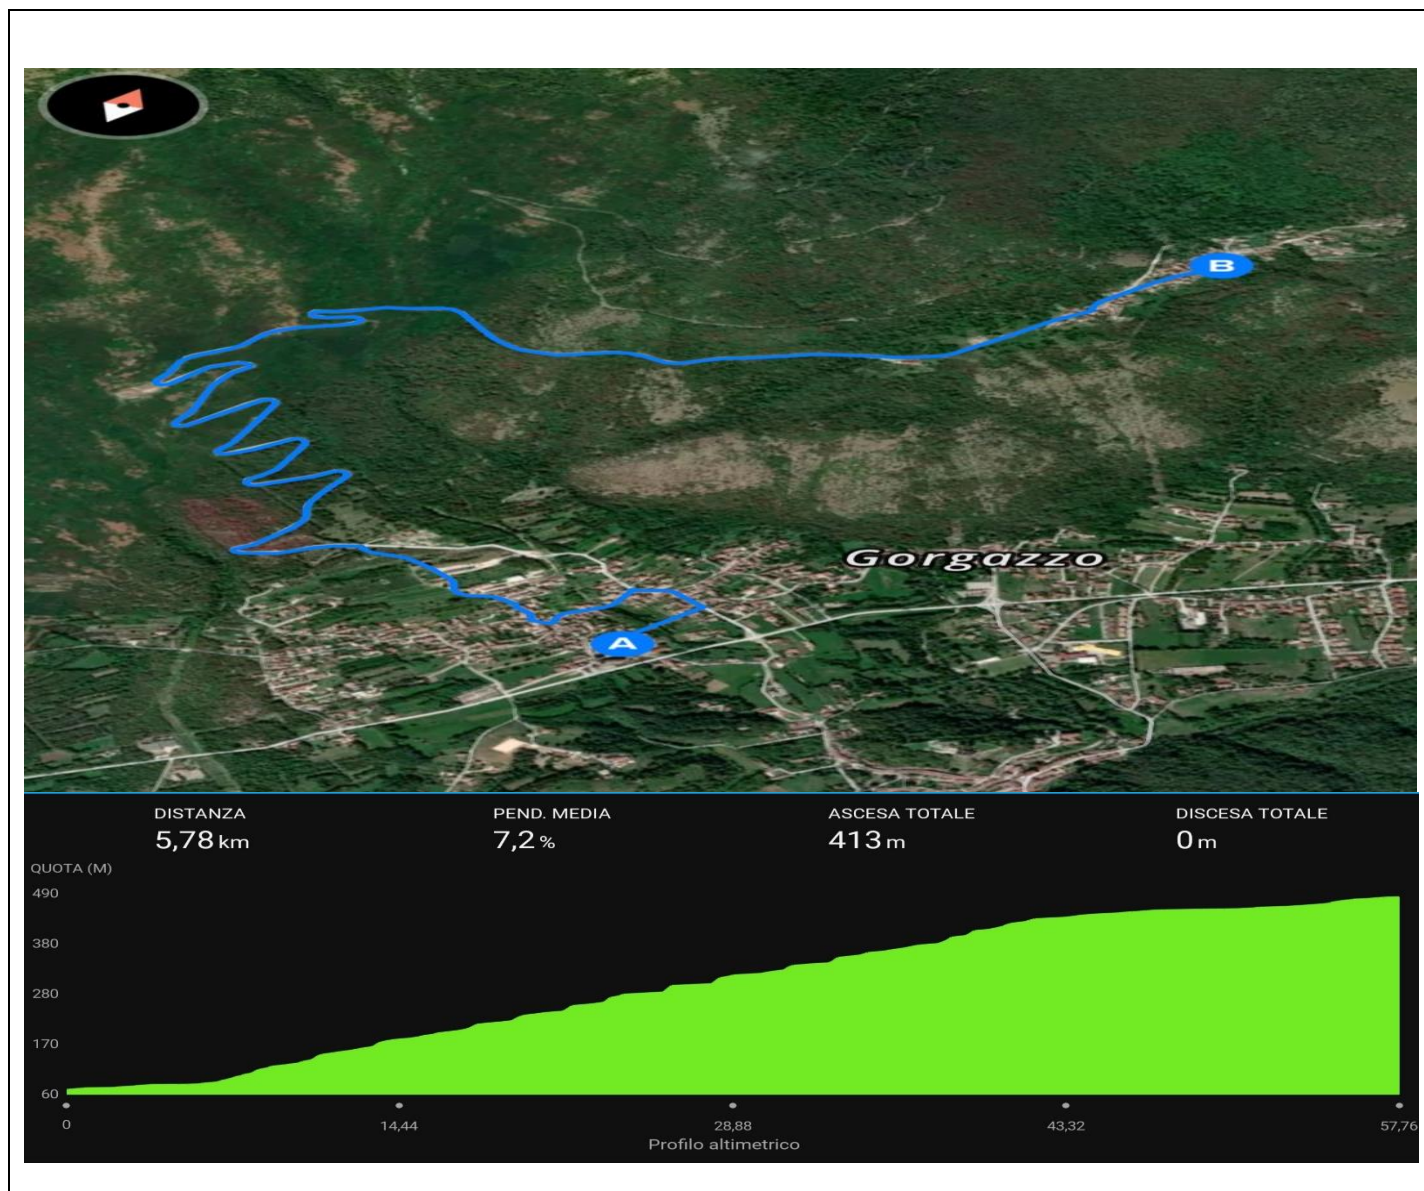 Gorgazzo
B
A
DISTANZA PEND. MEDIA ASCESA TOTALE DISCESA TOTALE
5,78 km 7,2 % 413 m 0 m
QUOTA (M)
490
380
280
170
60
0 14,44 28,88 43,32 57,76
Profilo altimetrico